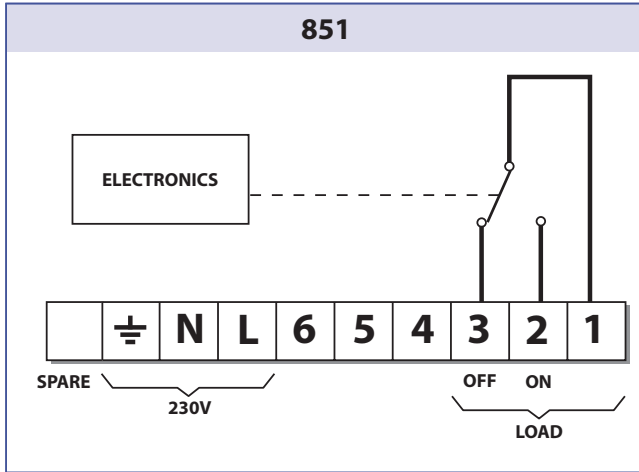 851
ELECTRONICS
N L 6 5 4 3 2 1
SPARE OFF ON
230V
LOAD